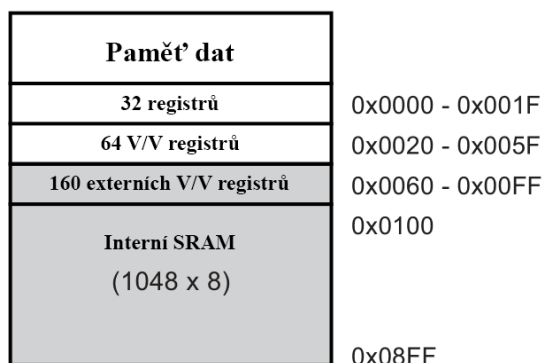 Paměť dat
32 registrů 0x0000 - 0x001F
64 V/V registrů 0x0020 - 0x005F
160 externích V/V registrů 0x0060 - 0x00FF
0x0100
Interní SRAM
(1048 x 8)
0x08FF